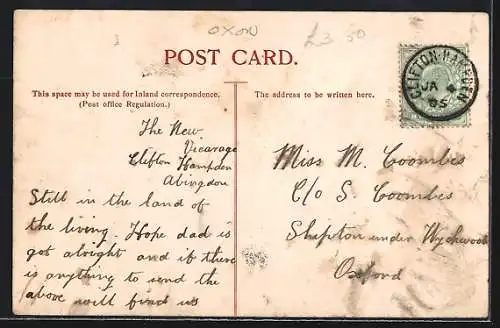 OXON
£3 50
POST CARD.
This space may be used for Inland correspondence.
(Post office Regulation.)
The address to be written here.
CLIFTON-HAMPDEN
JA 4
05
The New
Vicarage
Clifton Hampden
Abingdon
Still in the land of
the living. Hope dad is
got alright and if there
is anything to send the
above will find us
Miss M. Coombes
C/o S. Coombes
Shipton under Wychwood
Oxford